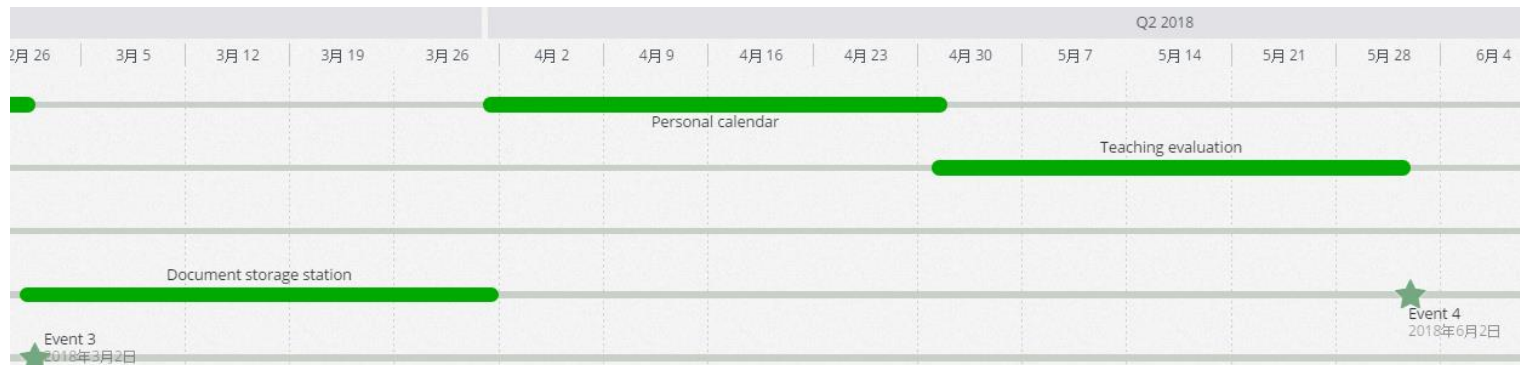 Q2 2018
2月 26 3月 5 3月 12 3月 19 3月 26 4月 2 4月 9 4月 16 4月 23 4月 30 5月 7 5月 14 5月 21 5月 28 6月 4
Personal calendar
Teaching evaluation
Document storage station
Event 4
2018年6月2日
Event 3
2018年3月2日